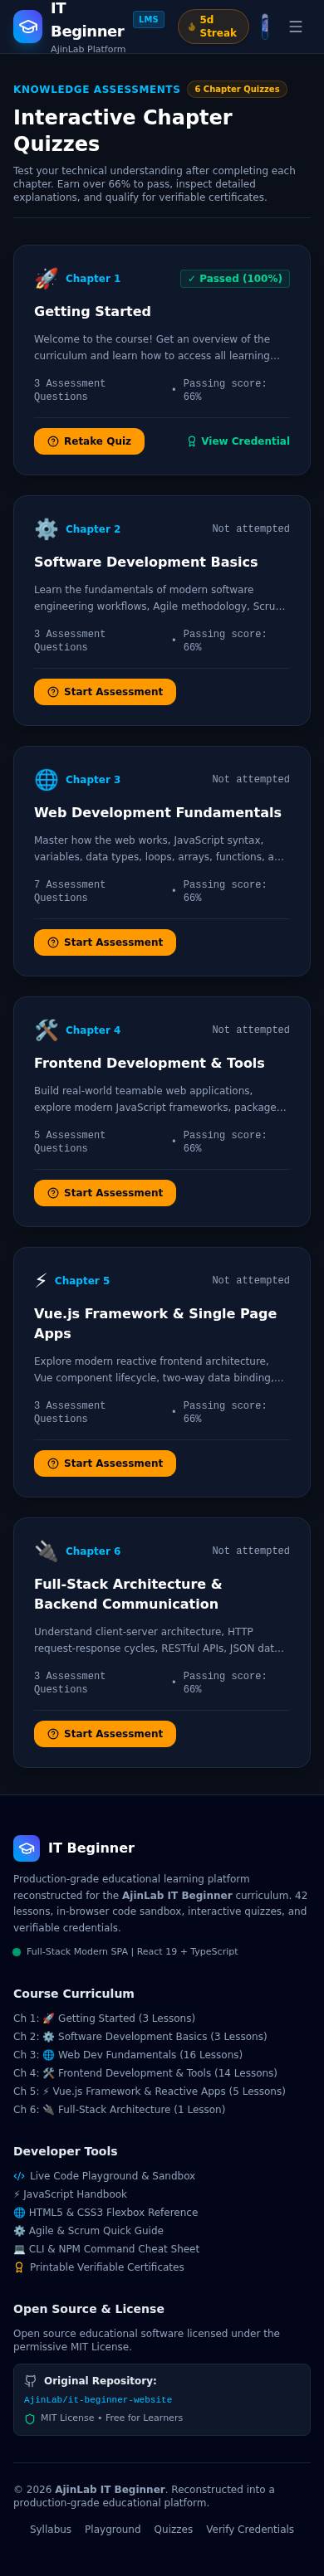 IT
Beginner
LMS
AjinLab Platform
5d
Streak
KNOWLEDGE ASSESSMENTS
6 Chapter Quizzes
Interactive Chapter
Quizzes
Test your technical understanding after completing each
chapter. Earn over 66% to pass, inspect detailed
explanations, and qualify for verifiable certificates.
Chapter 1
✓ Passed (100%)
Getting Started
Welcome to the course! Get an overview of the
curriculum and learn how to access all learning...
3 Assessment
Questions
•
Passing score:
66%
Retake Quiz
View Credential
Chapter 2
Not attempted
Software Development Basics
Learn the fundamentals of modern software
engineering workflows, Agile methodology, Scru...
3 Assessment
Questions
•
Passing score:
66%
Start Assessment
Chapter 3
Not attempted
Web Development Fundamentals
Master how the web works, JavaScript syntax,
variables, data types, loops, arrays, functions, a...
7 Assessment
Questions
•
Passing score:
66%
Start Assessment
Chapter 4
Not attempted
Frontend Development & Tools
Build real-world teamable web applications,
explore modern JavaScript frameworks, package...
5 Assessment
Questions
•
Passing score:
66%
Start Assessment
Chapter 5
Not attempted
Vue.js Framework & Single Page
Apps
Explore modern reactive frontend architecture,
Vue component lifecycle, two-way data binding,...
3 Assessment
Questions
•
Passing score:
66%
Start Assessment
Chapter 6
Not attempted
Full-Stack Architecture &
Backend Communication
Understand client-server architecture, HTTP
request-response cycles, RESTful APIs, JSON dat...
3 Assessment
Questions
•
Passing score:
66%
Start Assessment
IT Beginner
Production-grade educational learning platform
reconstructed for the AjinLab IT Beginner curriculum. 42
lessons, in-browser code sandbox, interactive quizzes, and
verifiable credentials.
Full-Stack Modern SPA | React 19 + TypeScript
Course Curriculum
Ch 1: 🚀 Getting Started (3 Lessons)
Ch 2: ⚙️ Software Development Basics (3 Lessons)
Ch 3: 🌐 Web Dev Fundamentals (16 Lessons)
Ch 4: 🛠️ Frontend Development & Tools (14 Lessons)
Ch 5: ⚡ Vue.js Framework & Reactive Apps (5 Lessons)
Ch 6: 🔌 Full-Stack Architecture (1 Lesson)
Developer Tools
Live Code Playground & Sandbox
⚡ JavaScript Handbook
🌐 HTML5 & CSS3 Flexbox Reference
⚙️ Agile & Scrum Quick Guide
💻 CLI & NPM Command Cheat Sheet
Printable Verifiable Certificates
Open Source & License
Open source educational software licensed under the
permissive MIT License.
Original Repository:
AjinLab/it-beginner-website
MIT License • Free for Learners
© 2026 AjinLab IT Beginner. Reconstructed into a
production-grade educational platform.
Syllabus Playground Quizzes Verify Credentials